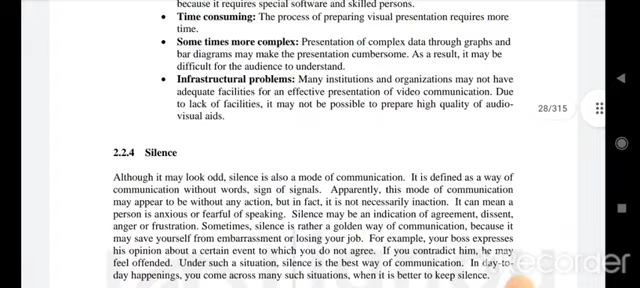 because it requires special software and skilled persons.
• Time consuming: The process of preparing visual presentation requires more
time.
• Some times more complex: Presentation of complex data through graphs and
bar diagrams may make the presentation cumbersome. As a result, it may be
difficult for the audience to understand.
• Infrastructural problems: Many institutions and organizations may not have
adequate facilities for an effective presentation of video communication. Due
to lack of facilities, it may not be possible to prepare high quality of audio-
visual aids.
28/315
2.2.4 Silence
Although it may look odd, silence is also a mode of communication. It is defined as a way of
communication without words, sign of signals. Apparently, this mode of communication
may appear to be without any action, but in fact, it is not necessarily inaction. It can mean a
person is anxious or fearful of speaking. Silence may be an indication of agreement, dissent,
anger or frustration. Sometimes, silence is rather a golden way of communication, because it
may save yourself from embarrassment or losing your job. For example, your boss expresses
his opinion about a certain event to which you do not agree. If you contradict him, he may
feel offended. Under such a situation, silence is the best way of communication. In day-to-
day happenings, you come across many such situations, when it is better to keep silence.